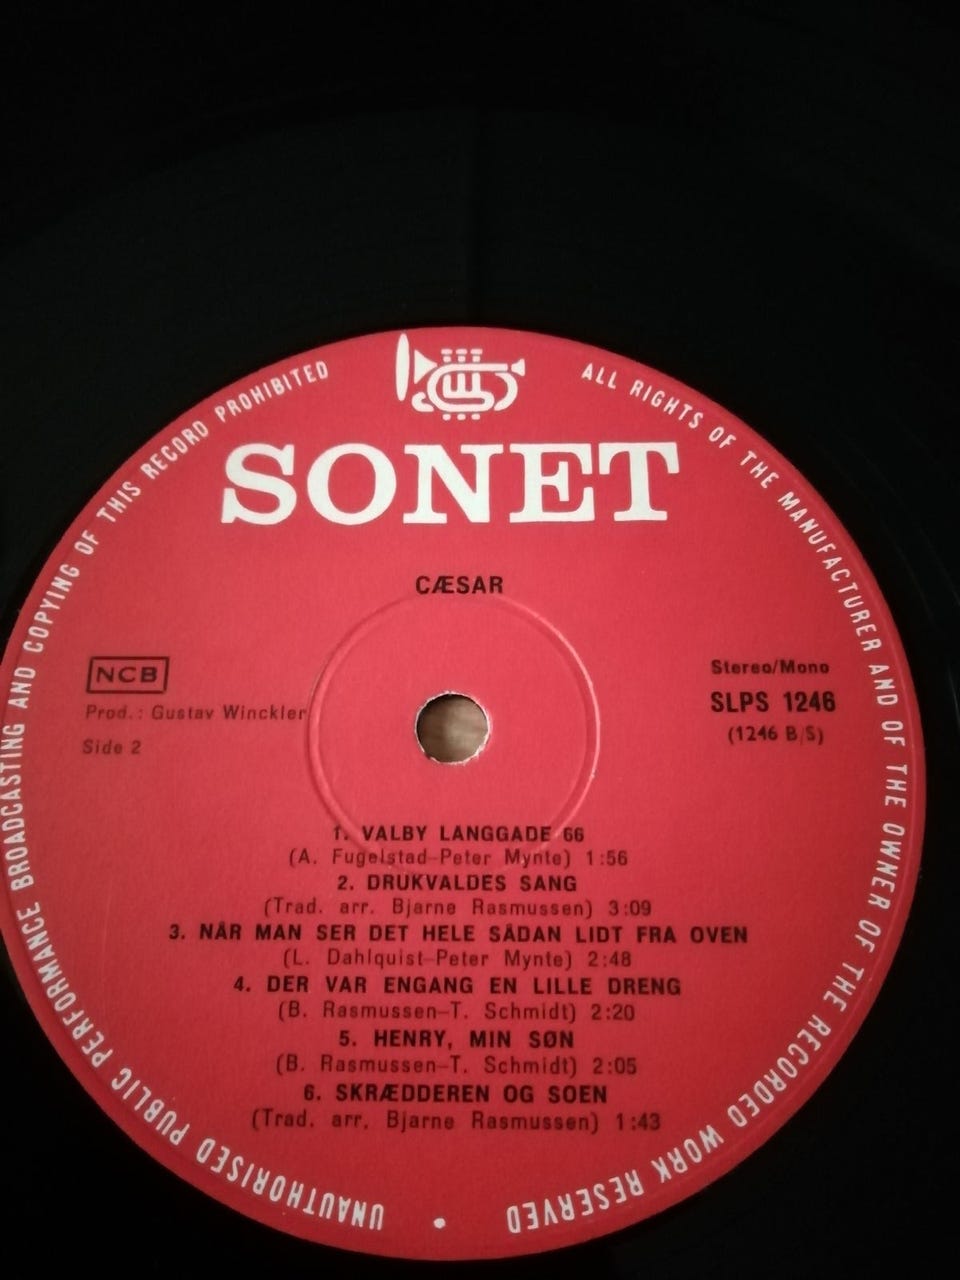 UNAUTHORISED PUBLIC PERFORMANCE BROADCASTING AND COPYING OF THIS RECORD PROHIBITED
ALL RIGHTS OF THE MANUFACTURER AND OF THE OWNER OF THE RECORDED WORK RESERVED
SONET
CÆSAR
NCB
Prod.: Gustav Winckler
Side 2
Stereo/Mono
SLPS 1246
(1246 B/S)
1. VALBY LANGGADE 66
(A. Fugelstad-Peter Mynte) 1:56
2. DRUKVALDES SANG
(Trad. arr. Bjarne Rasmussen) 3:09
3. NÅR MAN SER DET HELE SÅDAN LIDT FRA OVEN
(L. Dahlquist-Peter Mynte) 2:48
4. DER VAR ENGANG EN LILLE DRENG
(B. Rasmussen-T. Schmidt) 2:20
5. HENRY, MIN SØN
(B. Rasmussen-T. Schmidt) 2:05
6. SKRÆDDEREN OG SOEN
(Trad. arr. Bjarne Rasmussen) 1:43